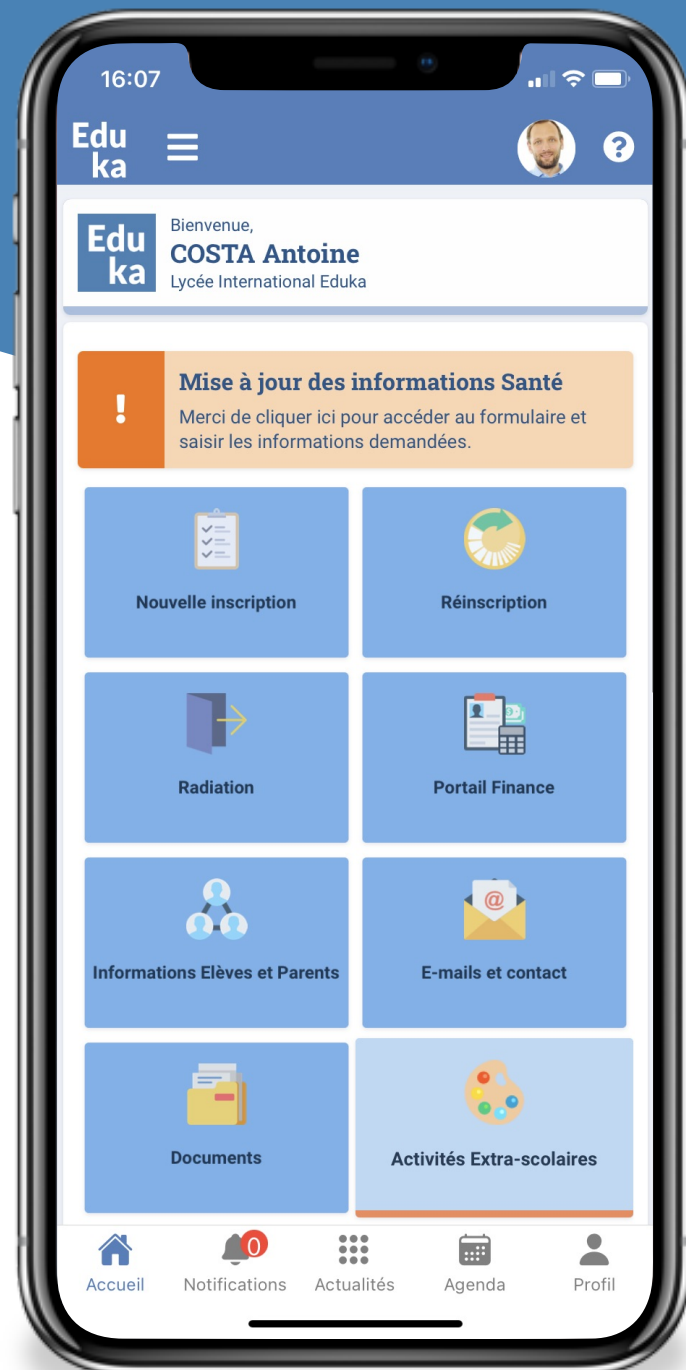 16:07
Edu
ka
?
Edu
ka
Bienvenue,
COSTA Antoine
Lycée International Eduka
!
Mise à jour des informations Santé
Merci de cliquer ici pour accéder au formulaire et
saisir les informations demandées.
Nouvelle inscription
Réinscription
Radiation
Portail Finance
@
Informations Elèves et Parents
E-mails et contact
Documents
Activités Extra-scolaires
0
Accueil
Notifications
Actualités
Agenda
Profil